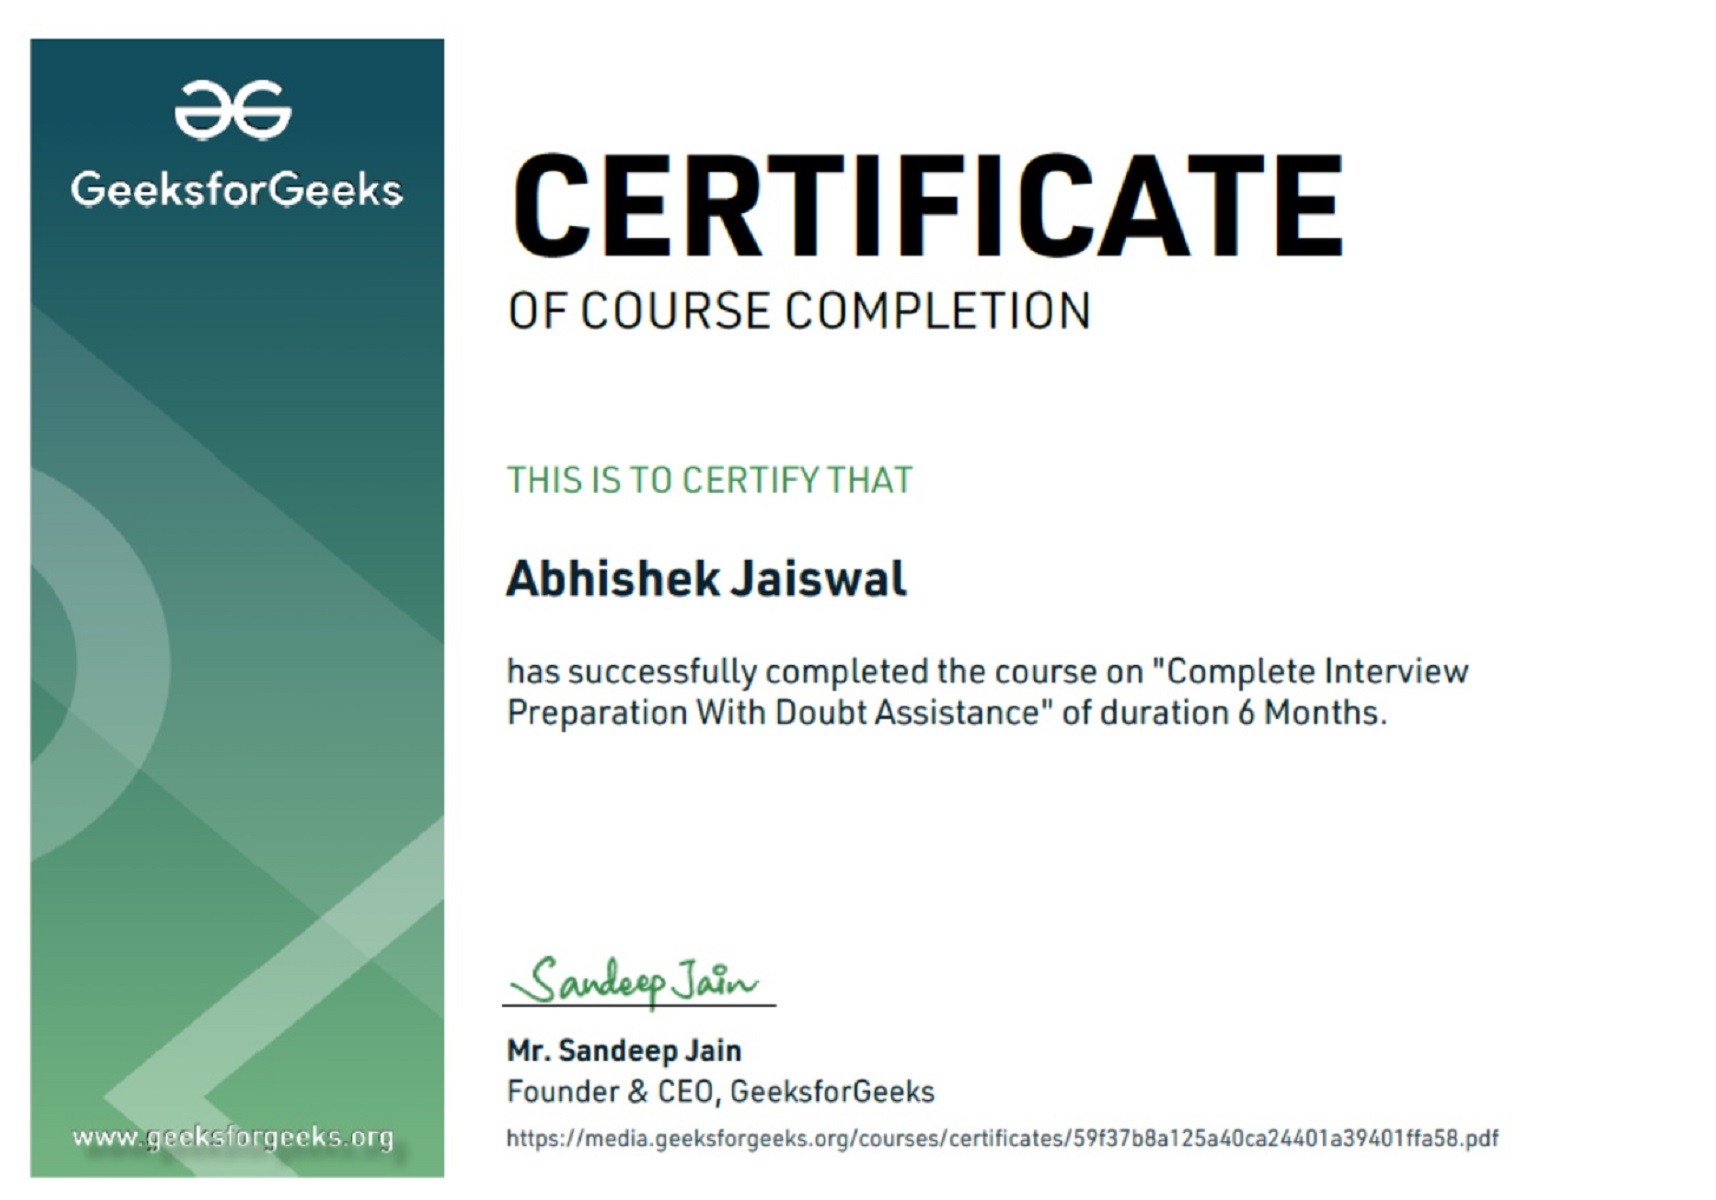 GeeksforGeeks
CERTIFICATE
OF COURSE COMPLETION
THIS IS TO CERTIFY THAT
Abhishek Jaiswal
has successfully completed the course on "Complete Interview
Preparation With Doubt Assistance" of duration 6 Months.
Sandeep Jain
Mr. Sandeep Jain
Founder & CEO, GeeksforGeeks
https://media.geeksforgeeks.org/courses/certificates/59f37b8a125a40ca24401a39401ffa58.pdf
www.geeksforgeeks.org